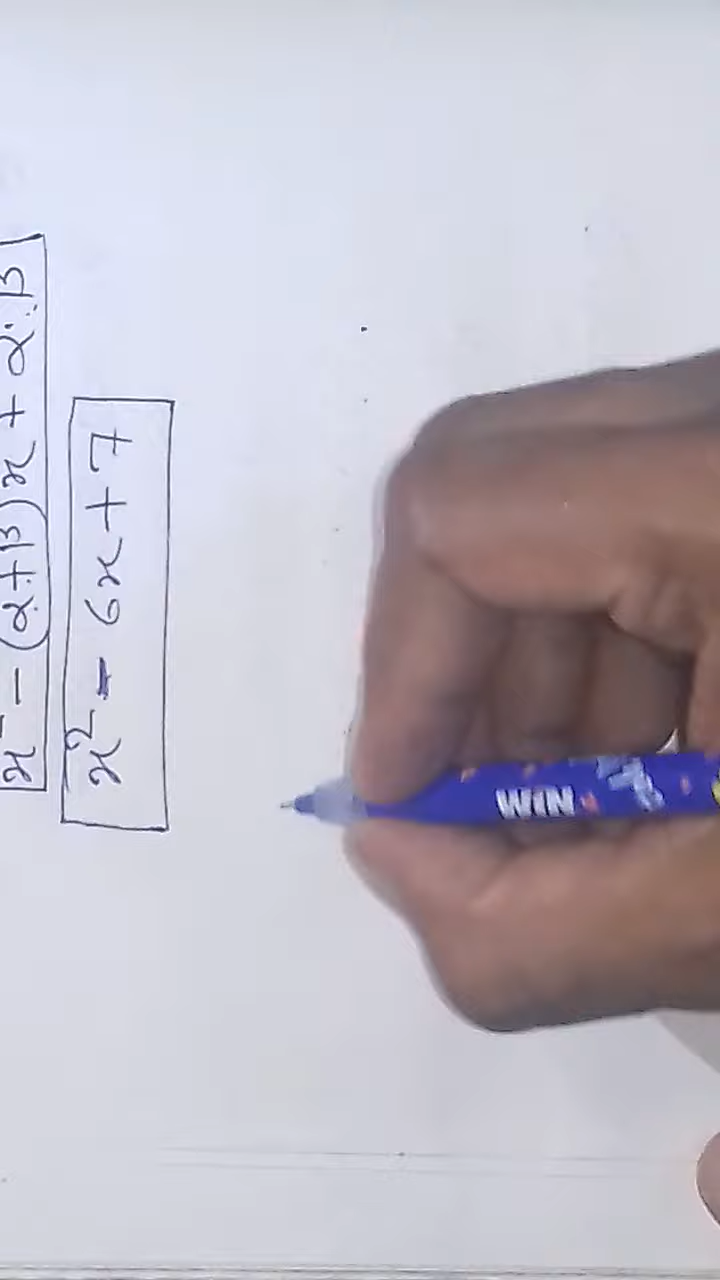 x² - (α+β)x + α·β
x² - 6x + 7
WIN